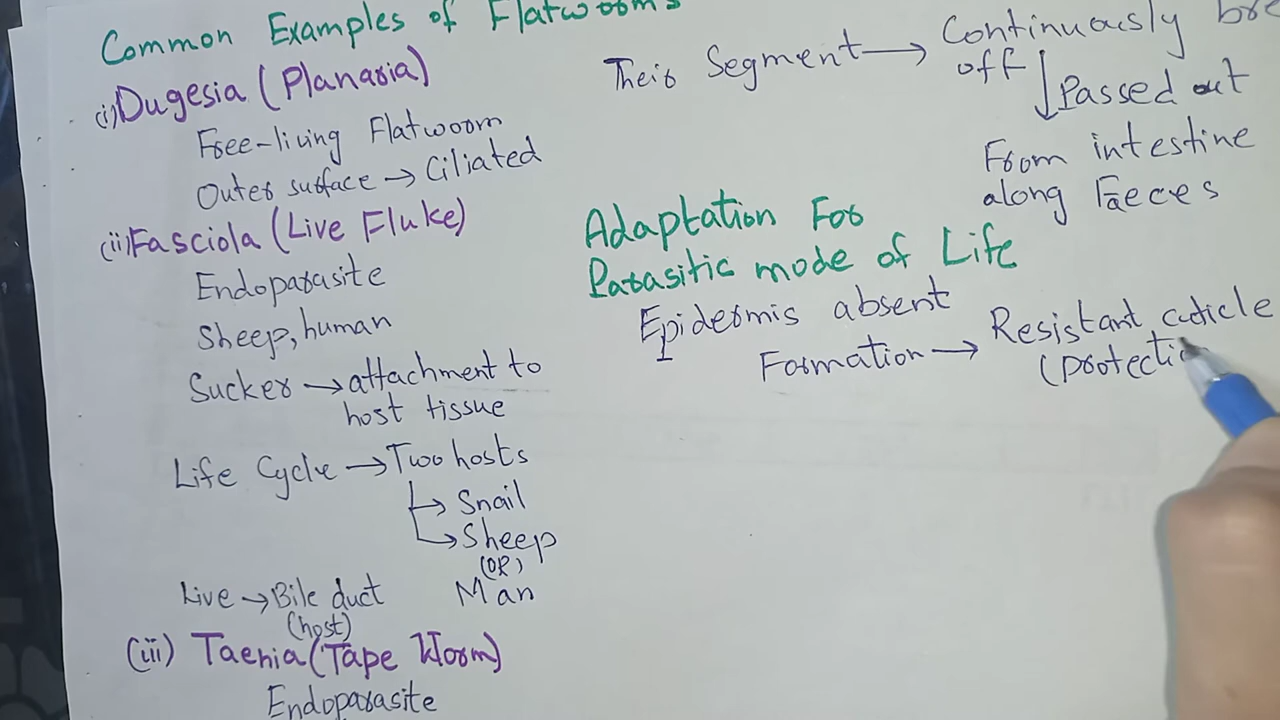 Common Examples of Flatworms
(i) Dugesia (Planaria)
Free-living Flatwoorm
Outer surface → Ciliated
(ii) Fasciola (Live Fluke)
Endoparasite
Sheep, human
Sucker → attachment to
host tissue
Life Cycle → Two hosts
→ Snail
→ Sheep
(OR)
Man
Live → Bile duct
(host)
(iii) Taenia (Tape Worm)
Endoparasite
Their Segment → Continuously
off ↓ Passed out
From intestine
along Faeces
Adaptation For
Parasitic mode of Life
Epidermis absent
Formation → Resistant cuticle
(protectio